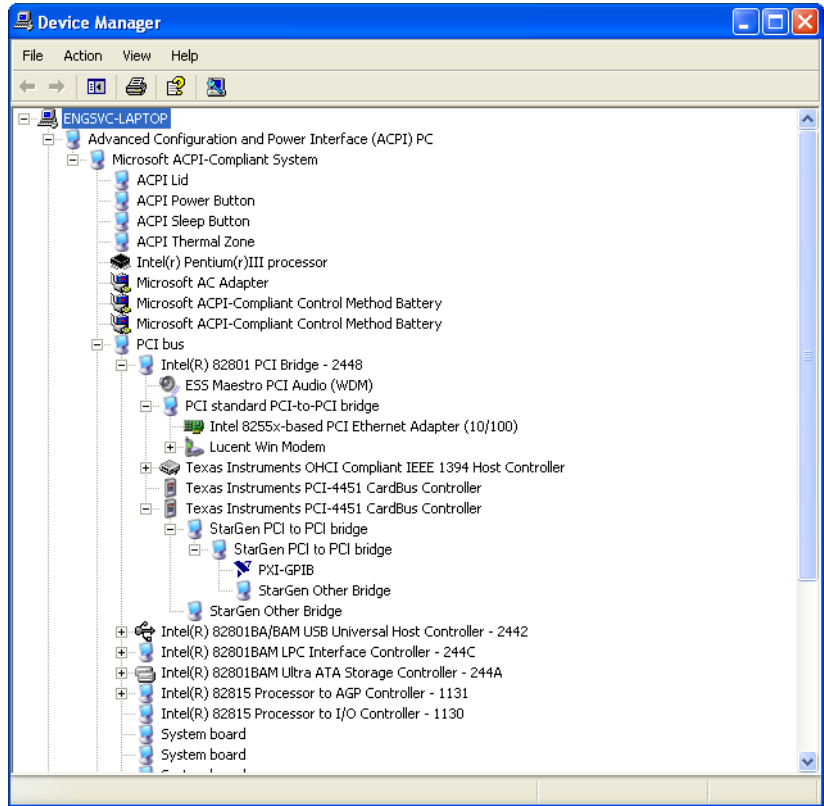 Device Manager
File Action View Help
ENGSVC-LAPTOP
Advanced Configuration and Power Interface (ACPI) PC
Microsoft ACPI-Compliant System
ACPI Lid
ACPI Power Button
ACPI Sleep Button
ACPI Thermal Zone
Intel(r) Pentium(r)III processor
Microsoft AC Adapter
Microsoft ACPI-Compliant Control Method Battery
Microsoft ACPI-Compliant Control Method Battery
PCI bus
Intel(R) 82801 PCI Bridge - 2448
ESS Maestro PCI Audio (WDM)
PCI standard PCI-to-PCI bridge
Intel 8255x-based PCI Ethernet Adapter (10/100)
Lucent Win Modem
Texas Instruments OHCI Compliant IEEE 1394 Host Controller
Texas Instruments PCI-4451 CardBus Controller
Texas Instruments PCI-4451 CardBus Controller
StarGen PCI to PCI bridge
StarGen PCI to PCI bridge
PXI-GPIB
StarGen Other Bridge
StarGen Other Bridge
Intel(R) 82801BA/BAM USB Universal Host Controller - 2442
Intel(R) 82801BAM LPC Interface Controller - 244C
Intel(R) 82801BAM Ultra ATA Storage Controller - 244A
Intel(R) 82815 Processor to AGP Controller - 1131
Intel(R) 82815 Processor to I/O Controller - 1130
System board
System board